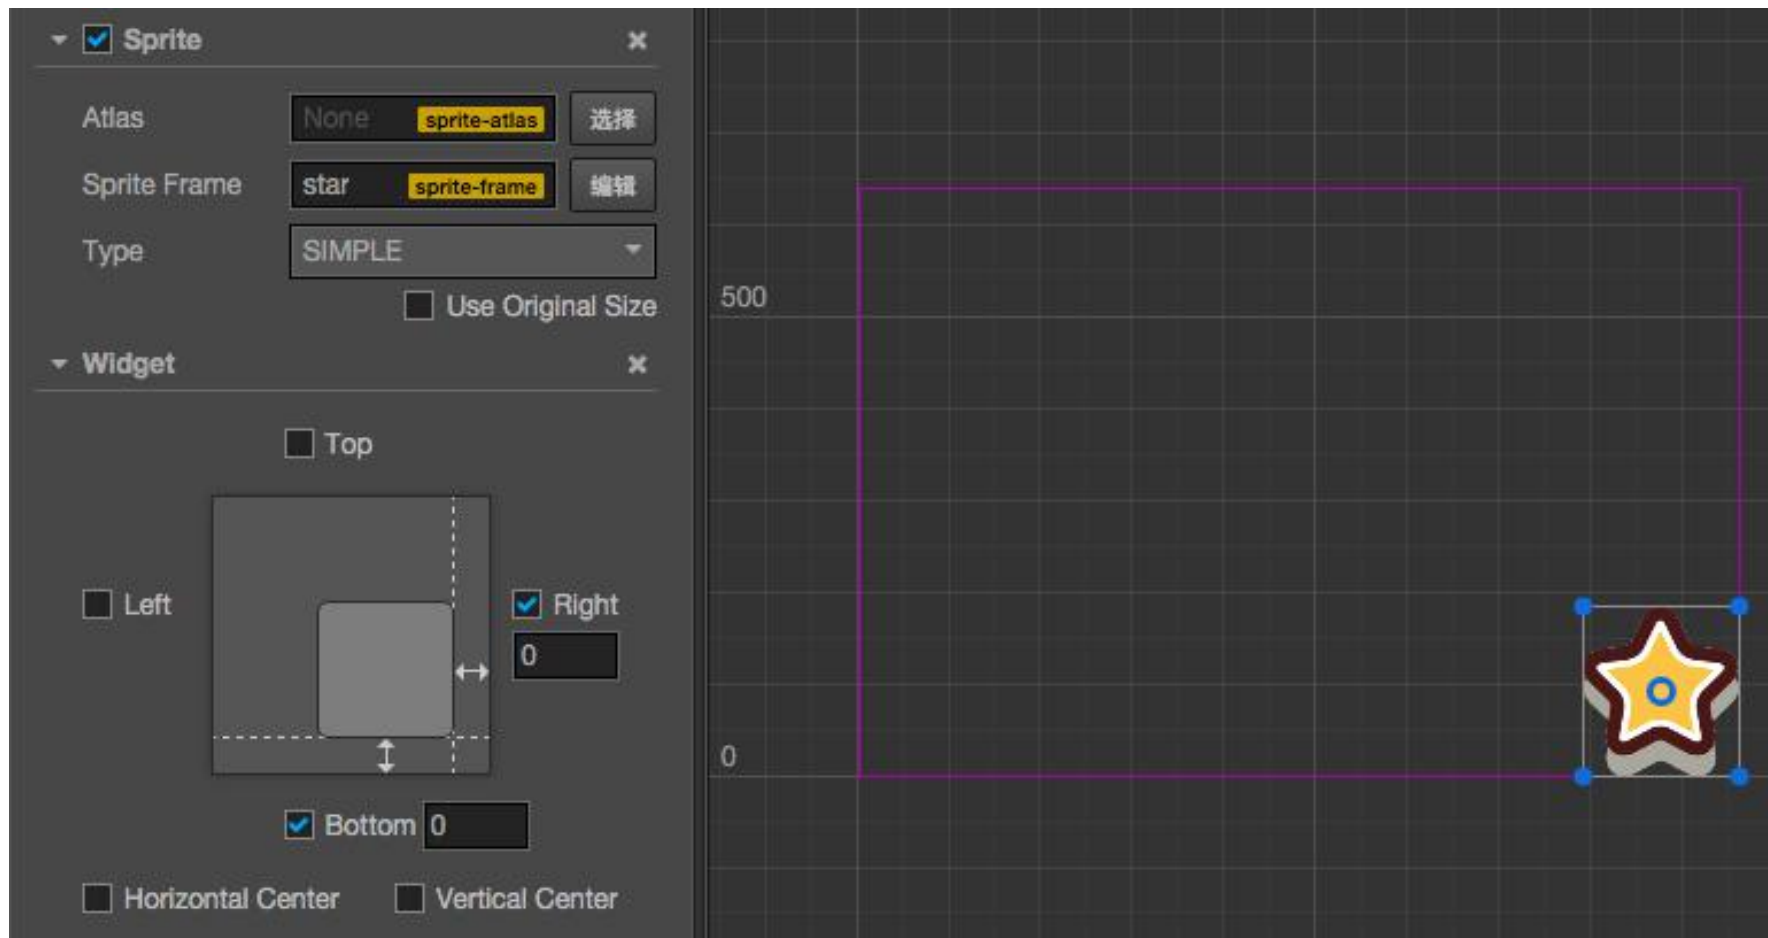 Sprite
Atlas None sprite-atlas 选择
Sprite Frame star sprite-frame 编辑
Type SIMPLE
Use Original Size
Widget
Top
Left
Right
0
Bottom 0
Horizontal Center Vertical Center
500
0